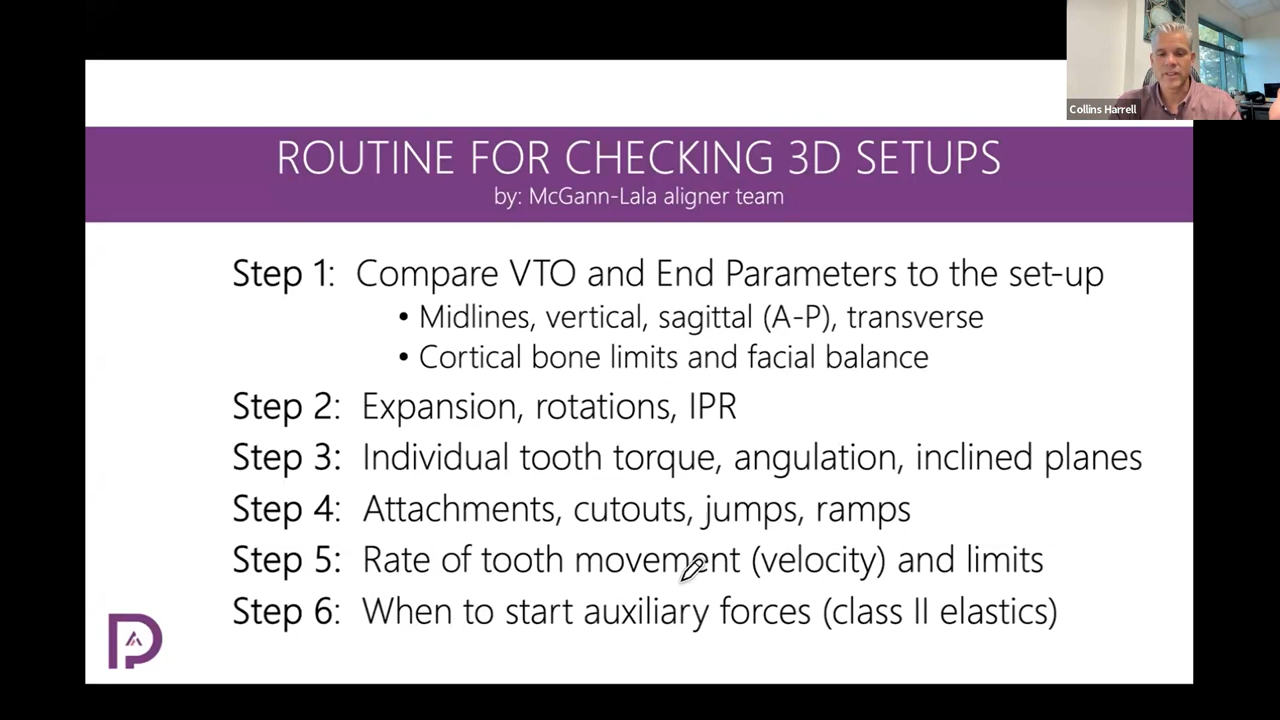 Collins Harrell
ROUTINE FOR CHECKING 3D SETUPS
by: McGann-Lala aligner team
Step 1: Compare VTO and End Parameters to the set-up
• Midlines, vertical, sagittal (A-P), transverse
• Cortical bone limits and facial balance
Step 2: Expansion, rotations, IPR
Step 3: Individual tooth torque, angulation, inclined planes
Step 4: Attachments, cutouts, jumps, ramps
Step 5: Rate of tooth movement (velocity) and limits
Step 6: When to start auxiliary forces (class II elastics)